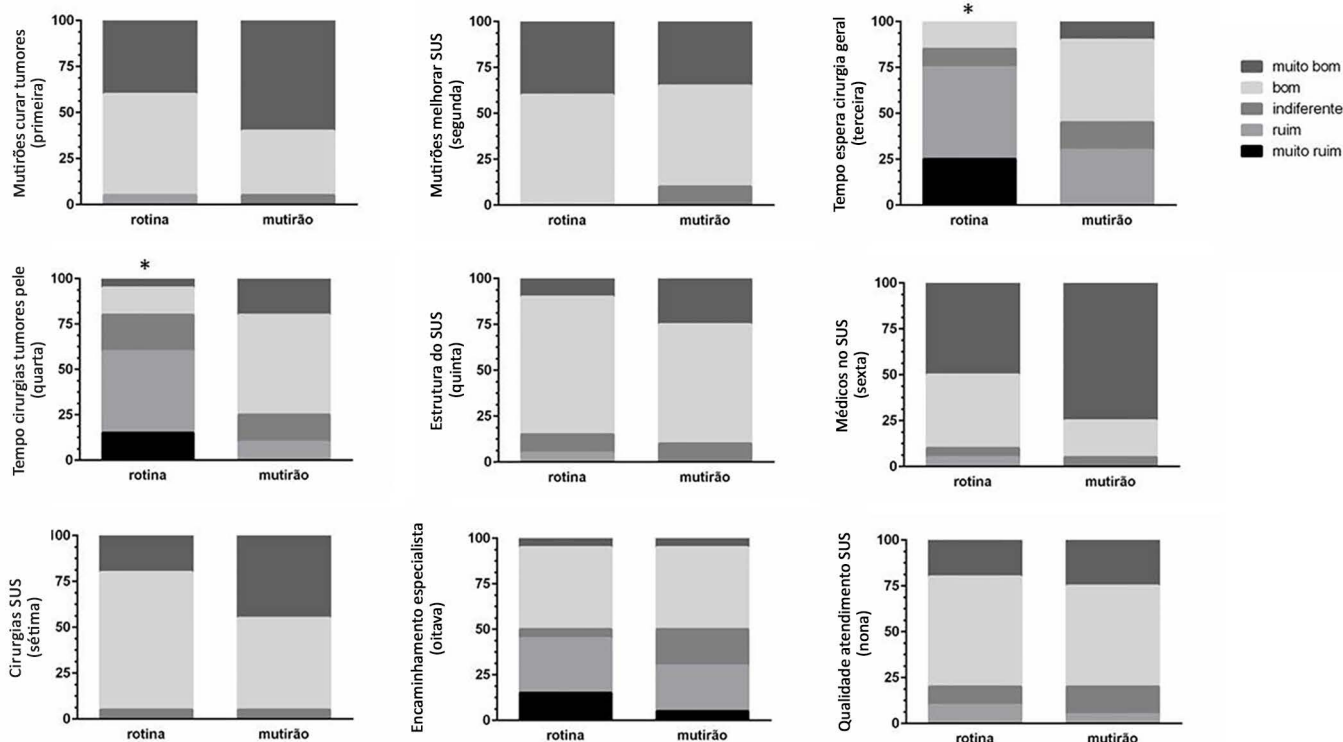 Mutirões curar tumores
(primeira)
100
75
50
25
0
rotina
mutirão
Mutirões melhorar SUS
(segunda)
100
75
50
25
0
rotina
mutirão
Tempo espera cirurgia geral
(terceira)
*
100
75
50
25
0
rotina
mutirão
muito bom
bom
indiferente
ruim
muito ruim
Tempo cirurgias tumores pele
(quarta)
*
100
75
50
25
0
rotina
mutirão
Estrutura do SUS
(quinta)
100
75
50
25
0
rotina
mutirão
Médicos no SUS
(sexta)
100
75
50
25
0
rotina
mutirão
Cirurgias SUS
(sétima)
100
75
50
25
0
rotina
mutirão
Encaminhamento especialista
(oitava)
100
75
50
25
0
rotina
mutirão
Qualidade atendimento SUS
(nona)
100
75
50
25
0
rotina
mutirão